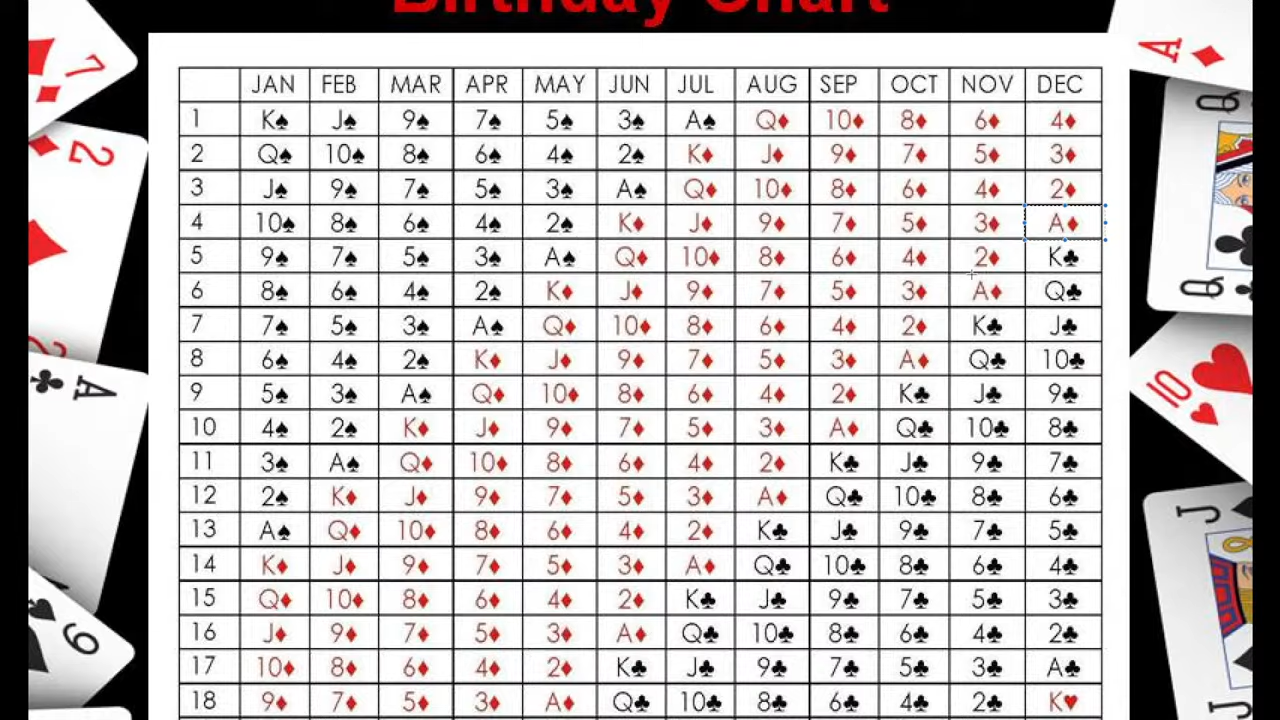 Birthday Chart
JAN FEB MAR APR MAY JUN JUL AUG SEP OCT NOV DEC
1 K♠ J♠ 9♠ 7♠ 5♠ 3♠ A♠ Q♦ 10♦ 8♦ 6♦ 4♦
2 Q♠ 10♠ 8♠ 6♠ 4♠ 2♠ K♦ J♦ 9♦ 7♦ 5♦ 3♦
3 J♠ 9♠ 7♠ 5♠ 3♠ A♠ Q♦ 10♦ 8♦ 6♦ 4♦ 2♦
4 10♠ 8♠ 6♠ 4♠ 2♠ K♦ J♦ 9♦ 7♦ 5♦ 3♦ A♦
5 9♠ 7♠ 5♠ 3♠ A♠ Q♦ 10♦ 8♦ 6♦ 4♦ 2♦ K♣
6 8♠ 6♠ 4♠ 2♠ K♦ J♦ 9♦ 7♦ 5♦ 3♦ A♦ Q♣
7 7♠ 5♠ 3♠ A♠ Q♦ 10♦ 8♦ 6♦ 4♦ 2♦ K♣ J♣
8 6♠ 4♠ 2♠ K♦ J♦ 9♦ 7♦ 5♦ 3♦ A♦ Q♣ 10♣
9 5♠ 3♠ A♠ Q♦ 10♦ 8♦ 6♦ 4♦ 2♦ K♣ J♣ 9♣
10 4♠ 2♠ K♦ J♦ 9♦ 7♦ 5♦ 3♦ A♦ Q♣ 10♣ 8♣
11 3♠ A♠ Q♦ 10♦ 8♦ 6♦ 4♦ 2♦ K♣ J♣ 9♣ 7♣
12 2♠ K♦ J♦ 9♦ 7♦ 5♦ 3♦ A♦ Q♣ 10♣ 8♣ 6♣
13 A♠ Q♦ 10♦ 8♦ 6♦ 4♦ 2♦ K♣ J♣ 9♣ 7♣ 5♣
14 K♦ J♦ 9♦ 7♦ 5♦ 3♦ A♦ Q♣ 10♣ 8♣ 6♣ 4♣
15 Q♦ 10♦ 8♦ 6♦ 4♦ 2♦ K♣ J♣ 9♣ 7♣ 5♣ 3♣
16 J♦ 9♦ 7♦ 5♦ 3♦ A♦ Q♣ 10♣ 8♣ 6♣ 4♣ 2♣
17 10♦ 8♦ 6♦ 4♦ 2♦ K♣ J♣ 9♣ 7♣ 5♣ 3♣ A♣
18 9♦ 7♦ 5♦ 3♦ A♦ Q♣ 10♣ 8♣ 6♣ 4♣ 2♣ K♥
7
2
2
A
6
A
Q
Q
10
J
J